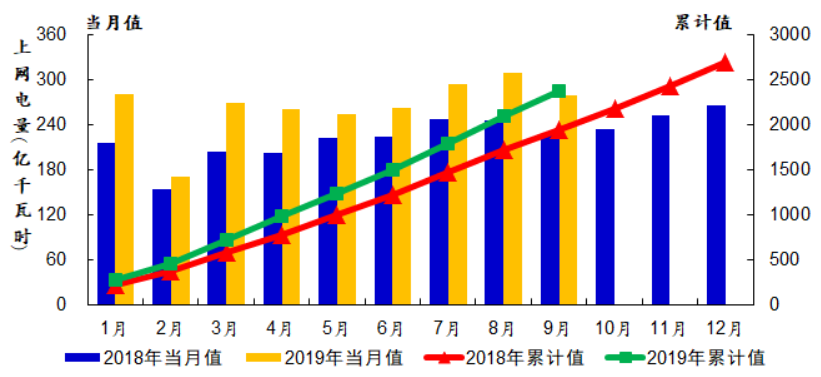 当月值 累计值
360 3000
300 2500
240 2000
180 1500
120 1000
60 500
0 0
上网电量(亿千瓦时)
1月 2月 3月 4月 5月 6月 7月 8月 9月 10月 11月 12月
2018年当月值 2019年当月值 2018年累计值 2019年累计值